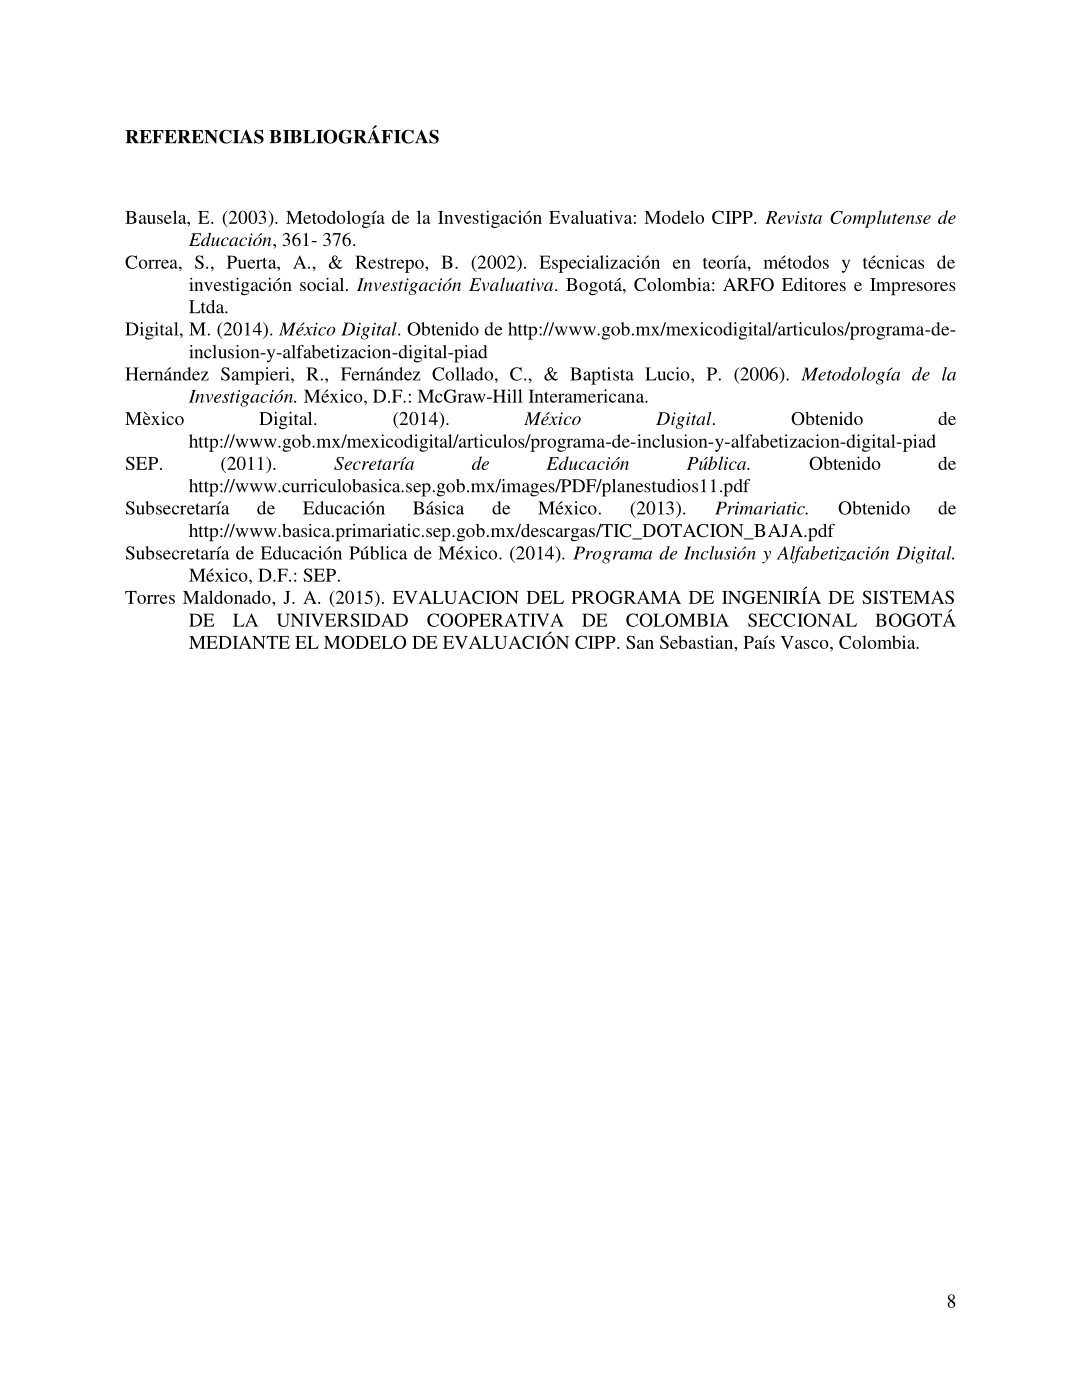 REFERENCIAS BIBLIOGRÁFICAS
Bausela, E. (2003). Metodología de la Investigación Evaluativa: Modelo CIPP. Revista Complutense de
Educación, 361- 376.
Correa, S., Puerta, A., & Restrepo, B. (2002). Especialización en teoría, métodos y técnicas de
investigación social. Investigación Evaluativa. Bogotá, Colombia: ARFO Editores e Impresores
Ltda.
Digital, M. (2014). México Digital. Obtenido de http://www.gob.mx/mexicodigital/articulos/programa-de-
inclusion-y-alfabetizacion-digital-piad
Hernández Sampieri, R., Fernández Collado, C., & Baptista Lucio, P. (2006). Metodología de la
Investigación. México, D.F.: McGraw-Hill Interamericana.
Mèxico Digital. (2014). México Digital. Obtenido de
http://www.gob.mx/mexicodigital/articulos/programa-de-inclusion-y-alfabetizacion-digital-piad
SEP. (2011). Secretaría de Educación Pública. Obtenido de
http://www.curriculobasica.sep.gob.mx/images/PDF/planestudios11.pdf
Subsecretaría de Educación Básica de México. (2013). Primariatic. Obtenido de
http://www.basica.primariatic.sep.gob.mx/descargas/TIC_DOTACION_BAJA.pdf
Subsecretaría de Educación Pública de México. (2014). Programa de Inclusión y Alfabetización Digital.
México, D.F.: SEP.
Torres Maldonado, J. A. (2015). EVALUACION DEL PROGRAMA DE INGENIRÍA DE SISTEMAS
DE LA UNIVERSIDAD COOPERATIVA DE COLOMBIA SECCIONAL BOGOTÁ
MEDIANTE EL MODELO DE EVALUACIÓN CIPP. San Sebastian, País Vasco, Colombia.
8